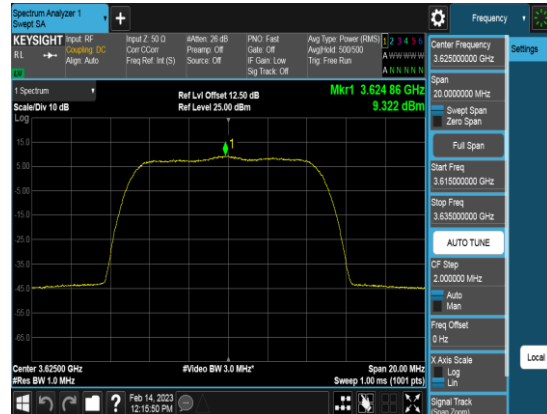 Spectrum Analyzer 1
Swept SA
+
Frequency
KEYSIGHT Input: RF Input Z: 50 Ω #Atten: 26 dB PNO: Fast Avg Type: Power (RMS) 1 2 3 4 5 6
RL Coupling: DC Corr CCorr Preamp: Off Gate: Off Avg|Hold: 500/500 A W W W W W
Align: Auto Freq Ref: Int (S) Source: Off IF Gain: Low Trig: Free Run
Sig Track: Off A N N N N N
1 Spectrum
Ref Lvl Offset 12.50 dB Mkr1 3.624 86 GHz
Scale/Div 10 dB Ref Level 25.00 dBm 9.322 dBm
Log
15.0
1
5.00
-5.00
-15.0
-25.0
-35.0
-45.0
-55.0
-65.0
Center 3.62500 GHz #Video BW 3.0 MHz* Span 20.00 MHz
#Res BW 1.0 MHz Sweep 1.00 ms (1001 pts)
Center Frequency
3.625000000 GHz
Settings
Span
20.0000000 MHz
Swept Span
Zero Span
Full Span
Start Freq
3.615000000 GHz
Stop Freq
3.635000000 GHz
AUTO TUNE
CF Step
2.000000 MHz
Auto
Man
Freq Offset
0 Hz
X Axis Scale
Log
Lin
Local
Signal Track
(Span Zoom)
?
Feb 14, 2023
12:15:50 PM